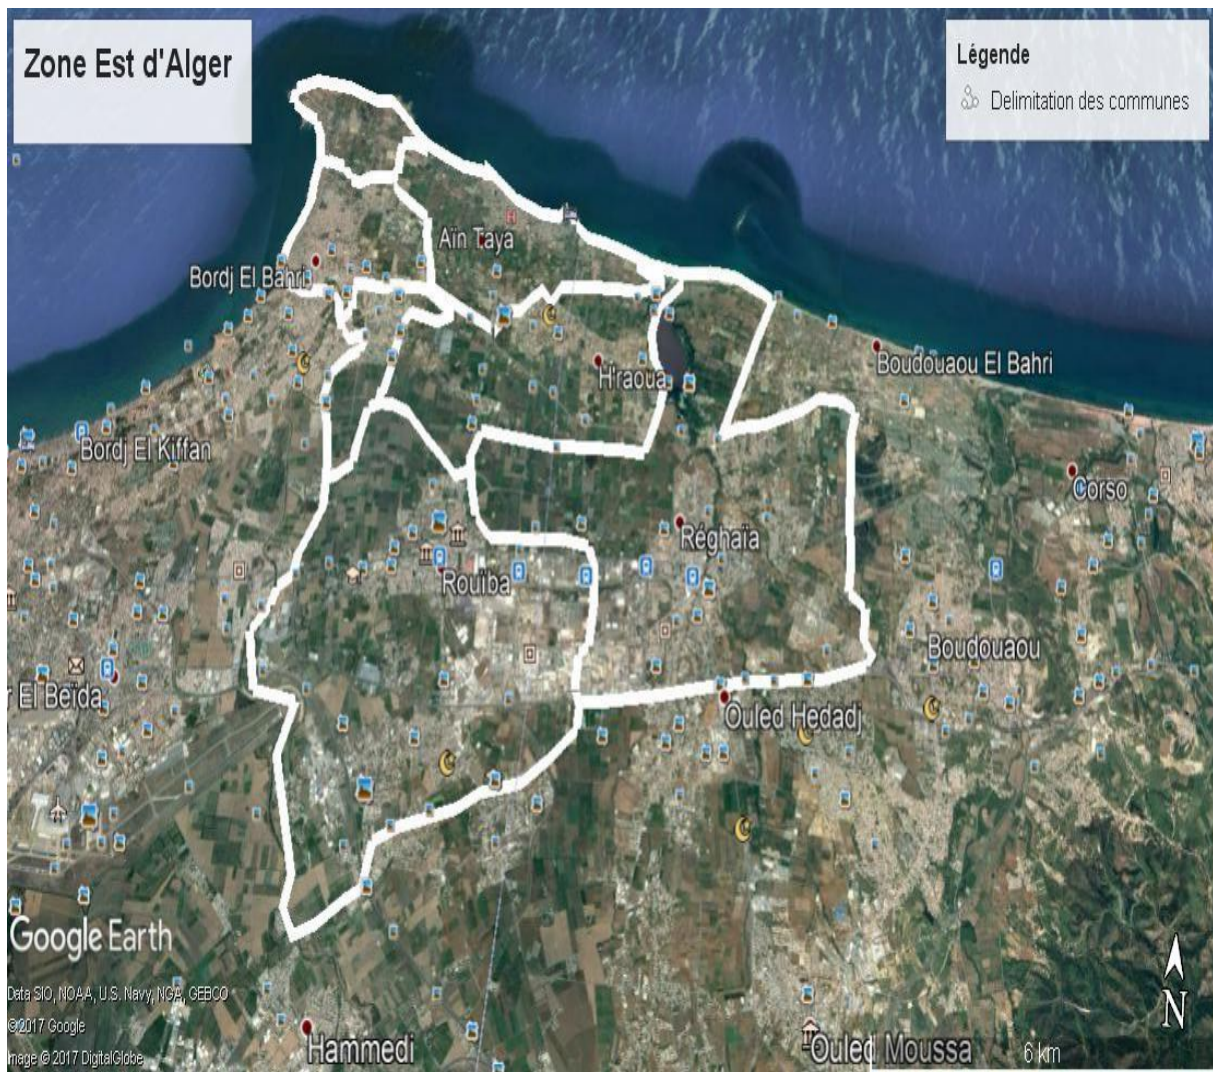 Zone Est d'Alger
Légende
Delimitation des communes
Aïn Taya
Bordj El Bahri
H'raoua
Boudouaou El Bahri
Bordj El Kiffan
Corso
Réghaïa
Rouïba
Boudouaou
r El Beïda
Ouled Hedadj
Google Earth
Data SIO, NOAA, U.S. Navy, NGA, GEBCO
©2017 Google
mage © 2017 DigitalGlobe
Hammedi
Ouled Moussa
6 km
N